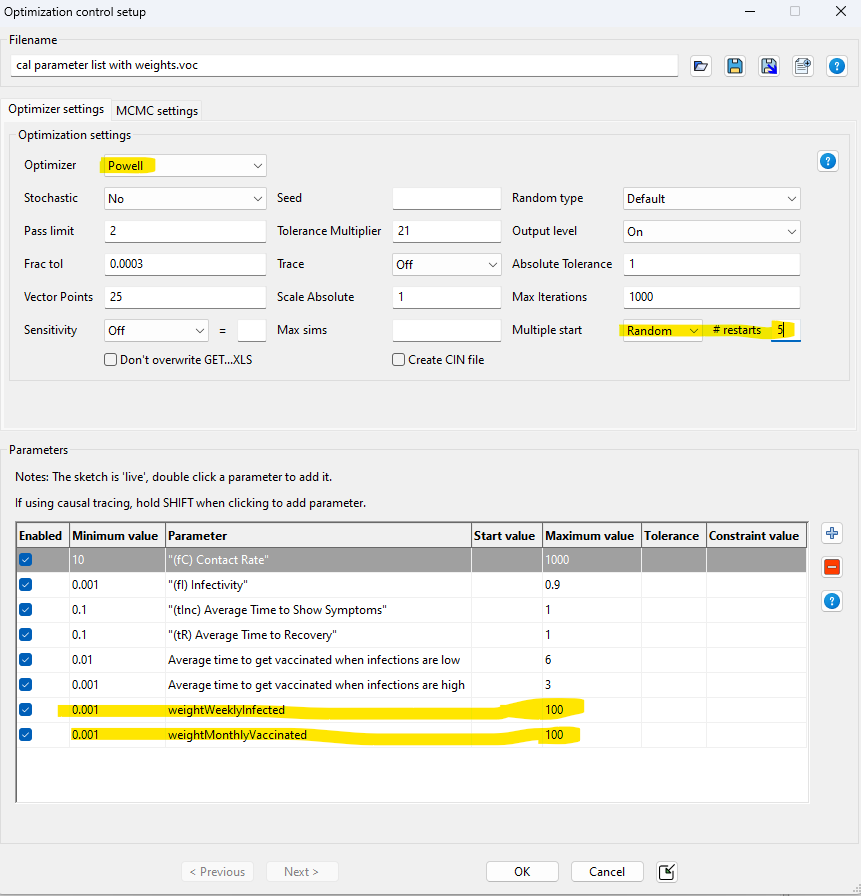 Optimization control setup
Filename
cal parameter list with weights.voc
Optimizer settings MCMC settings
Optimization settings
Optimizer Powell
Stochastic No Seed Random type Default
Pass limit 2 Tolerance Multiplier 21 Output level On
Frac tol 0.0003 Trace Off Absolute Tolerance 1
Vector Points 25 Scale Absolute 1 Max Iterations 1000
Sensitivity Off = Max sims Multiple start Random # restarts 5
Don't overwrite GET...XLS Create CIN file
Parameters
Notes: The sketch is 'live', double click a parameter to add it.
If using causal tracing, hold SHIFT when clicking to add parameter.
Enabled Minimum value Parameter Start value Maximum value Tolerance Constraint value
10 "(fC) Contact Rate" 1000
0.001 "(fI) Infectivity" 0.9
0.1 "(tInc) Average Time to Show Symptoms" 1
0.1 "(tR) Average Time to Recovery" 1
0.01 Average time to get vaccinated when infections are low 6
0.001 Average time to get vaccinated when infections are high 3
0.001 weightWeeklyInfected 100
0.001 weightMonthlyVaccinated 100
< Previous Next > OK Cancel